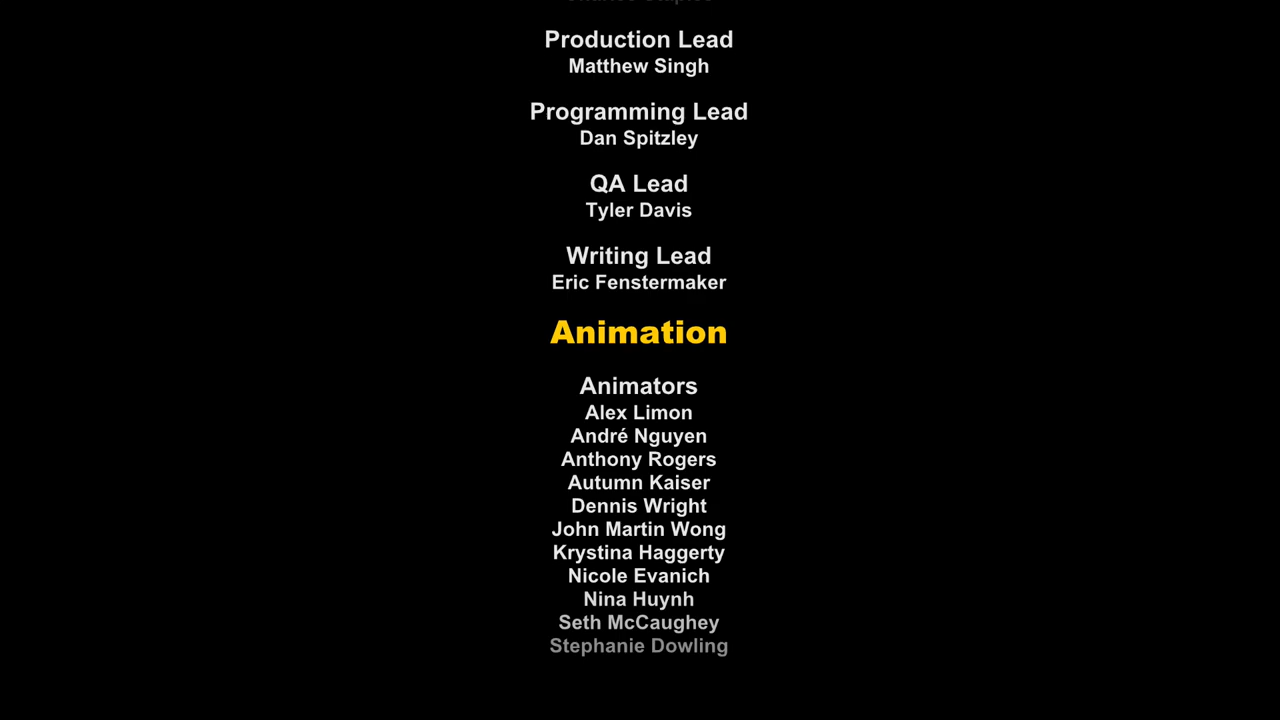 Production Lead
Matthew Singh
Programming Lead
Dan Spitzley
QA Lead
Tyler Davis
Writing Lead
Eric Fenstermaker
Animation
Animators
Alex Limon
André Nguyen
Anthony Rogers
Autumn Kaiser
Dennis Wright
John Martin Wong
Krystina Haggerty
Nicole Evanich
Nina Huynh
Seth McCaughey
Stephanie Dowling